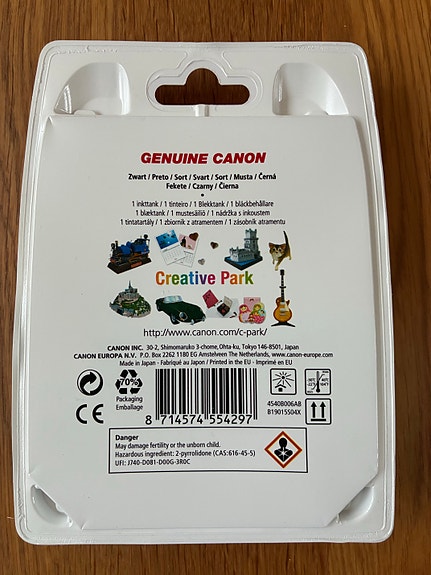 GENUINE CANON
Zwart / Preto / Sort / Svart / Sort / Musta / Černá
Fekete / Czarny / Čierna
1 inkttank / 1 tinteiro / 1 Blekktank / 1 bläckbehållare
1 blæktank / 1 mustesäiliö / 1 nádržka s inkoustem
1 tintatartály / 1 zbiornik z atramentem / 1 zásobník atramentu
Creative Park
http://www.canon.com/c-park/
CANON INC. 30-2, Shimomaruko 3-chome, Ohta-ku, Tokyo 146-8501, Japan
CANON EUROPA N.V. P.O. Box 2262 1180 EG Amstelveen The Netherlands, www.canon-europe.com
Made in Japan - Fabriqué au Japon / Printed in the EU - Imprimé en EU
70%
Packaging
Emballage
CE
8 714574 554297
4540B006AB
B19015504X
Danger
May damage fertility or the unborn child.
Hazardous ingredient: 2-pyrrolidone (CAS:616-45-5)
UFI: J740-D0B1-D00G-3R0C